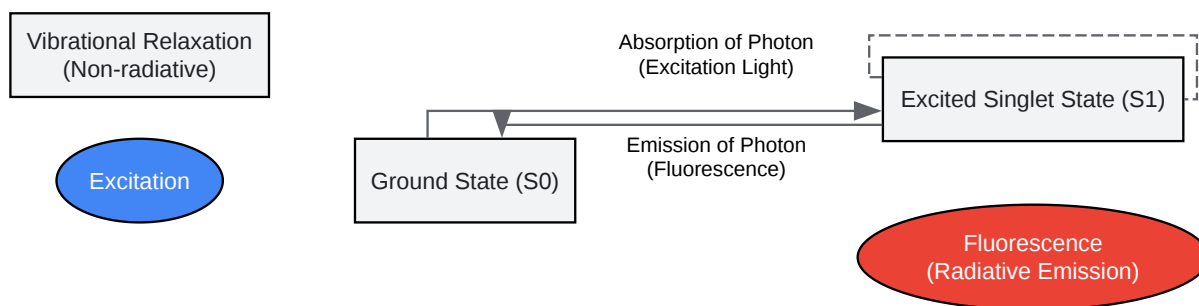 Vibrational Relaxation
(Non-radiative)
Excitation
Absorption of Photon
(Excitation Light)
Excited Singlet State (S1)
Emission of Photon
(Fluorescence)
Ground State (S0)
Fluorescence
(Radiative Emission)